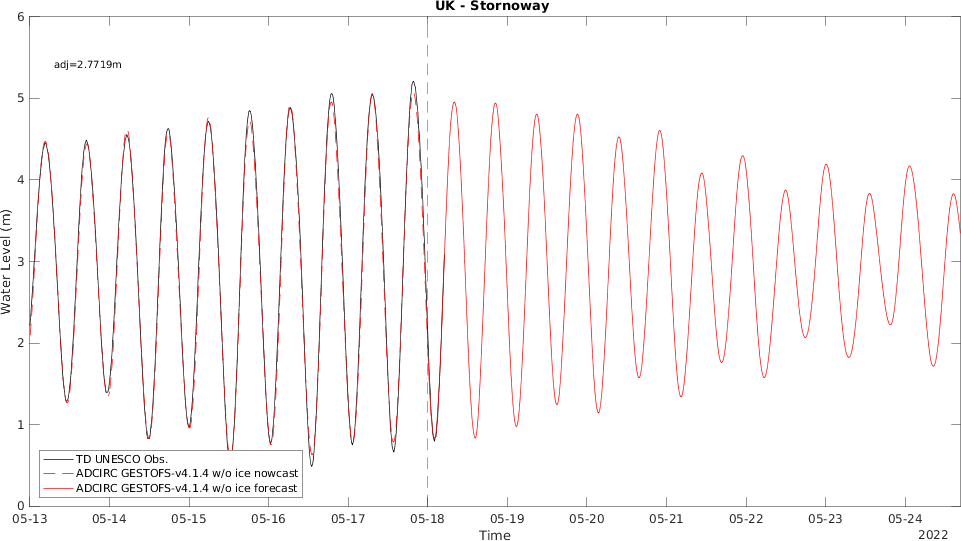 UK - Stornoway
6
adj=2.7719m
5
4
3
2
1
0
Water Level (m)
TD UNESCO Obs.
ADCIRC GESTOFS-v4.1.4 w/o ice nowcast
ADCIRC GESTOFS-v4.1.4 w/o ice forecast
05-13 05-14 05-15 05-16 05-17 05-18 05-19 05-20 05-21 05-22 05-23 05-24
Time
2022